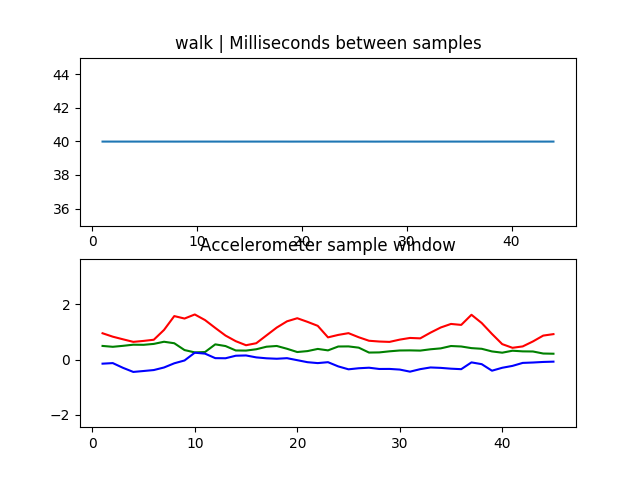 walk | Milliseconds between samples
44
42
40
38
36
0 10 20 30 40
Accelerometer sample window
2
0
−2
0 10 20 30 40